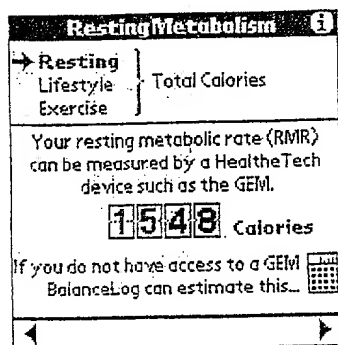 Resting Metabolism i
Resting
Lifestyle
Exercise
Total Calories
Your resting metabolic rate (RMR)
can be measured by a HealtheTech
device such as the GEM.
1548 Calories
If you do not have access to a GEM
BalanceLog can estimate this...